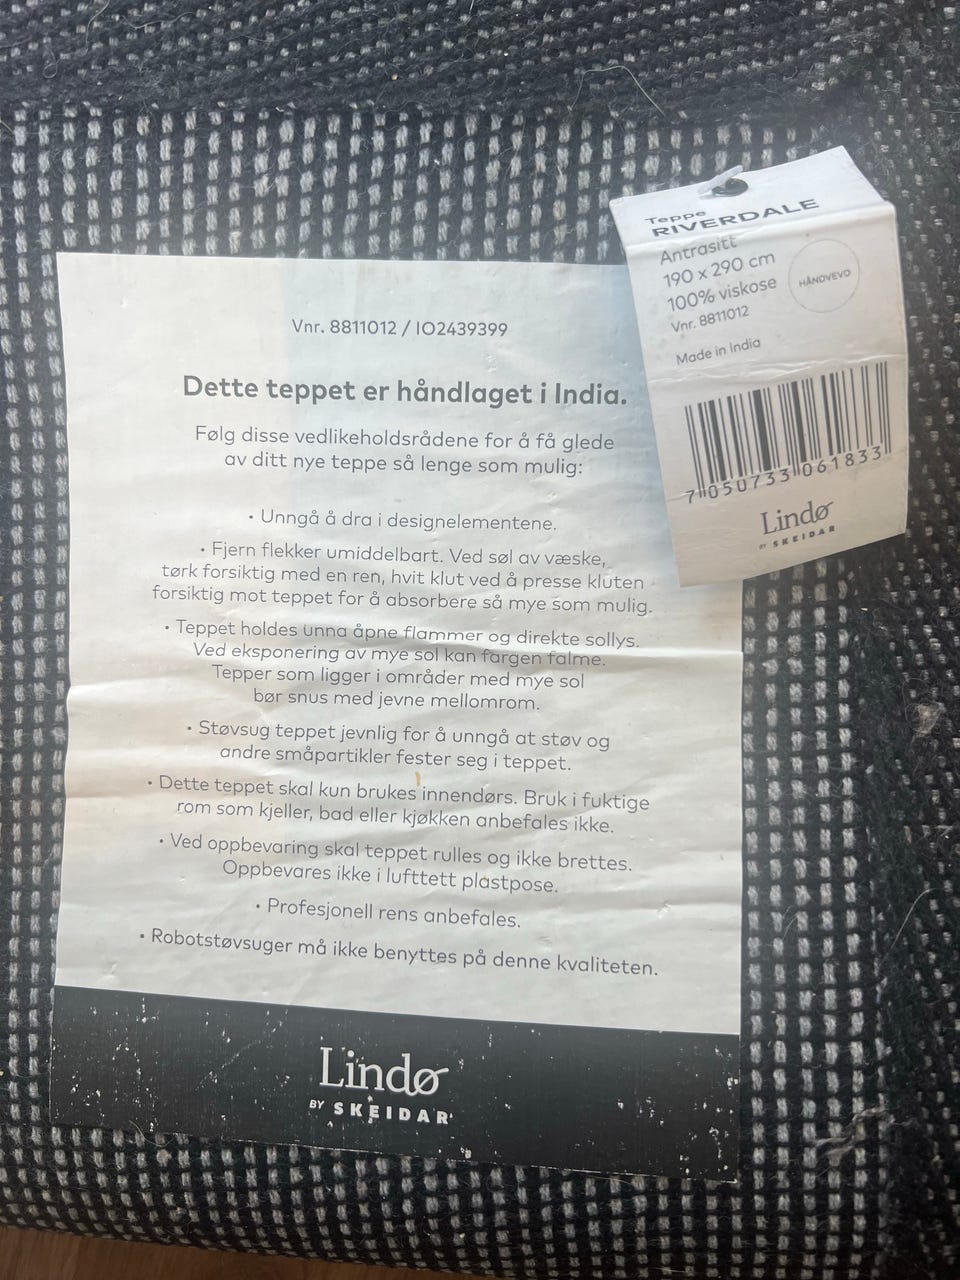 Teppe
RIVERDALE
Antrasitt
190 x 290 cm
100% viskose
Vnr. 8811012
HÅNDVEVD
Made in India
7 050733 061833
Lindø
BY SKEIDAR
Vnr. 8811012 / IO2439399
Dette teppet er håndlaget i India.
Følg disse vedlikeholdsrådene for å få glede
av ditt nye teppe så lenge som mulig:
• Unngå å dra i designelementene.
• Fjern flekker umiddelbart. Ved søl av væske,
tørk forsiktig med en ren, hvit klut ved å presse kluten
forsiktig mot teppet for å absorbere så mye som mulig.
• Teppet holdes unna åpne flammer og direkte sollys.
Ved eksponering av mye sol kan fargen falme.
Tepper som ligger i områder med mye sol
bør snus med jevne mellomrom.
• Støvsug teppet jevnlig for å unngå at støv og
andre småpartikler fester seg i teppet.
• Dette teppet skal kun brukes innendørs. Bruk i fuktige
rom som kjeller, bad eller kjøkken anbefales ikke.
• Ved oppbevaring skal teppet rulles og ikke brettes.
Oppbevares ikke i lufttett plastpose.
• Profesjonell rens anbefales.
• Robotstøvsuger må ikke benyttes på denne kvaliteten.
Lindø
BY SKEIDAR